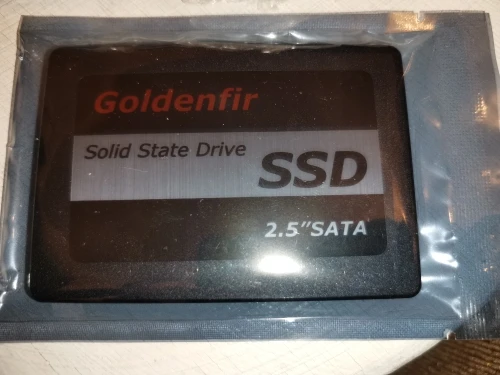 Goldenfir
Solid State Drive
SSD
2.5"SATA